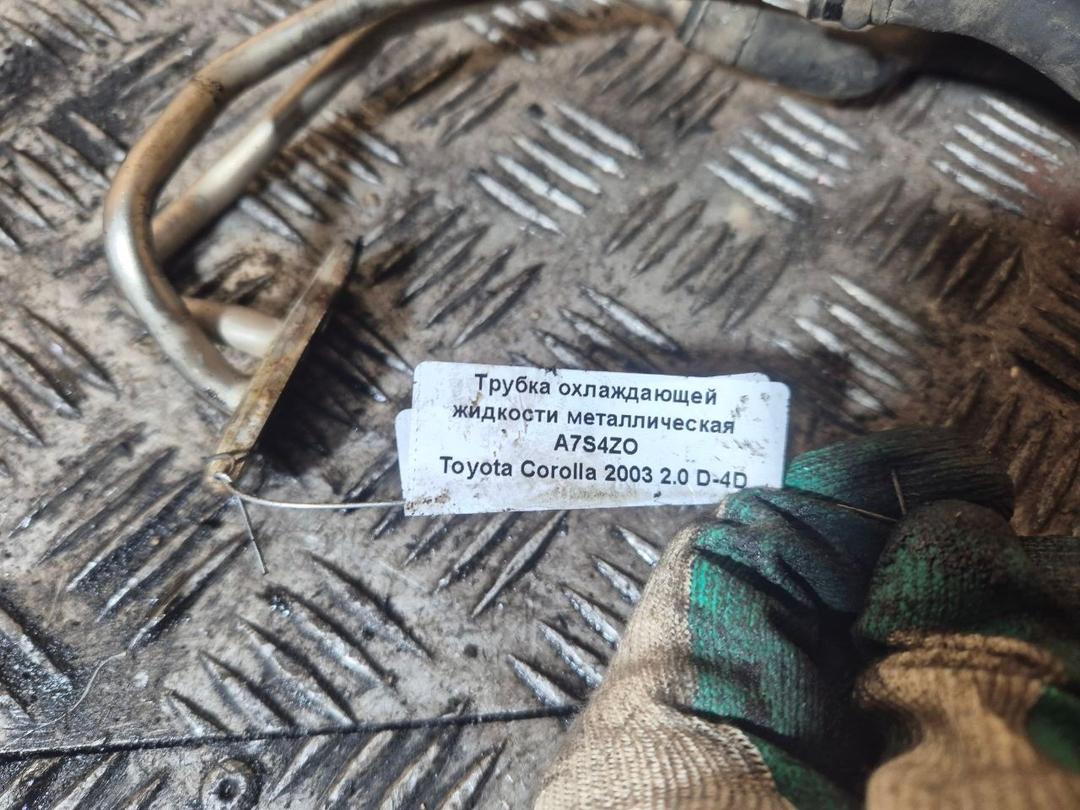 Трубка охлаждающей
жидкости металлическая
A7S4ZO
Toyota Corolla 2003 2.0 D-4D